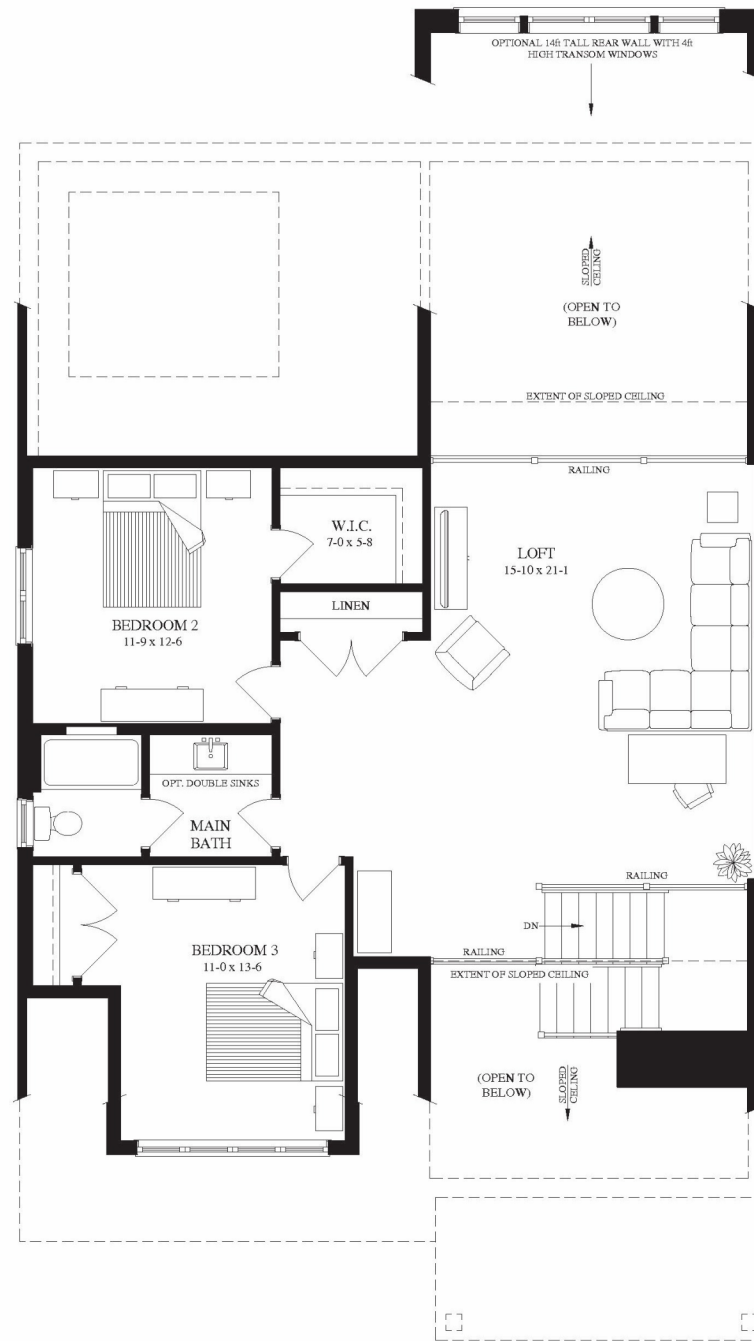 OPTIONAL 14ft TALL REAR WALL WITH 4ft
HIGH TRANSOM WINDOWS
SLOPED
CELING
(OPEN TO
BELOW)
EXTENT OF SLOPED CEILING
RAILING
W.I.C.
7-0 x 5-8
LOFT
15-10 x 21-1
LINEN
BEDROOM 2
11-9 x 12-6
OPT. DOUBLE SINKS
MAIN
BATH
RAILING
DN
BEDROOM 3
11-0 x 13-6
RAILING
EXTENT OF SLOPED CEILING
(OPEN TO
BELOW)
SLOPED
CELING